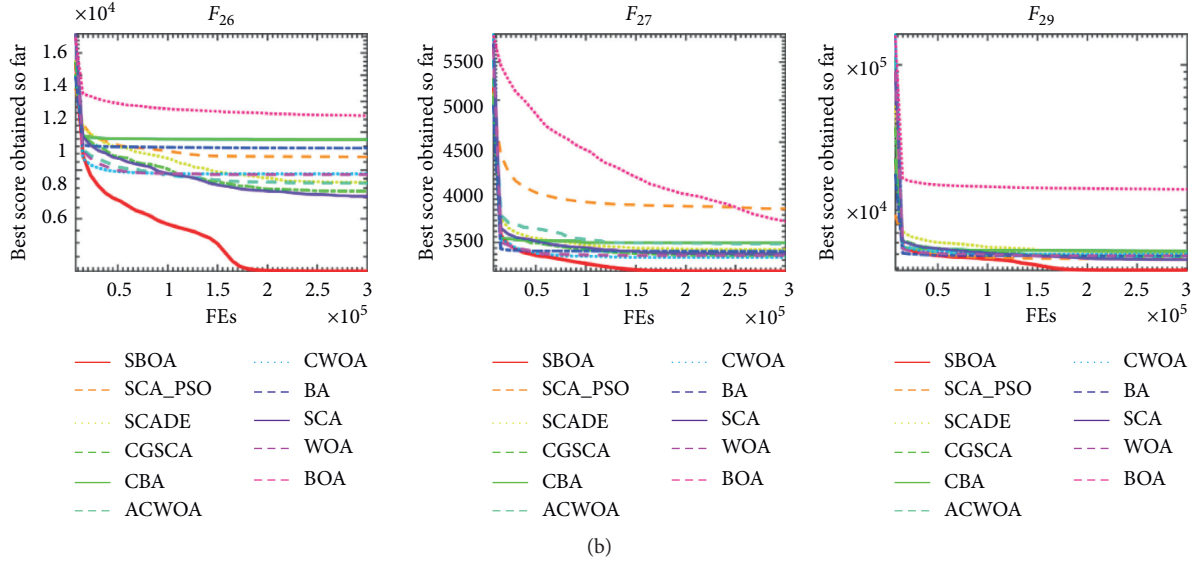 F26
×10^4
Best score obtained so far
1.6
1.4
1.2
1
0.8
0.6
0.5 1 1.5 2 2.5 3
FEs ×10^5
F27
Best score obtained so far
5500
5000
4500
4000
3500
0.5 1 1.5 2 2.5 3
FEs ×10^5
F29
Best score obtained so far
×10^5
×10^4
0.5 1 1.5 2 2.5 3
FEs ×10^5
SBOA
SCA_PSO
SCADE
CGSCA
CBA
ACWOA
CWOA
BA
SCA
WOA
BOA
SBOA
SCA_PSO
SCADE
CGSCA
CBA
ACWOA
CWOA
BA
SCA
WOA
BOA
SBOA
SCA_PSO
SCADE
CGSCA
CBA
ACWOA
CWOA
BA
SCA
WOA
BOA
(b)